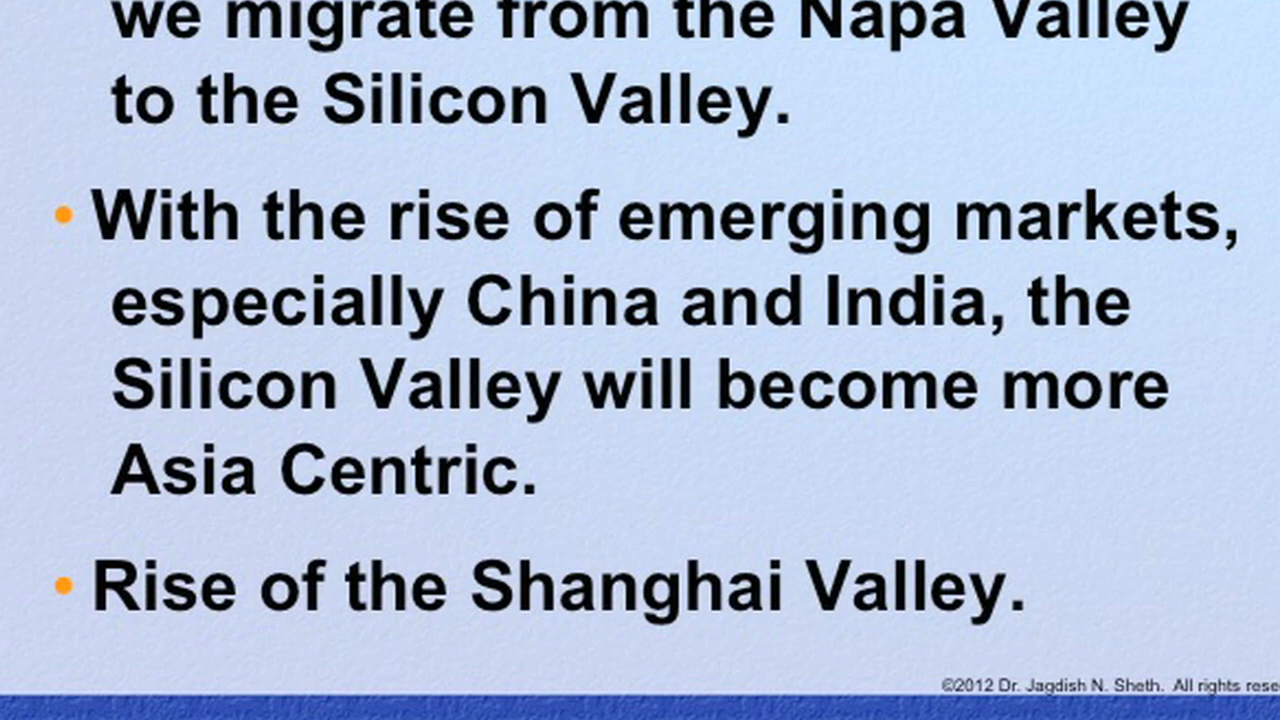 we migrate from the Napa Valley
to the Silicon Valley.
• With the rise of emerging markets,
especially China and India, the
Silicon Valley will become more
Asia Centric.
• Rise of the Shanghai Valley.
©2012 Dr. Jagdish N. Sheth. All rights rese